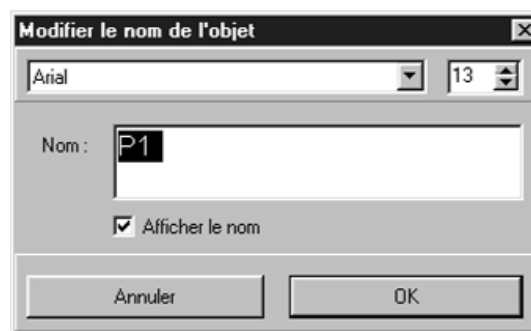 Modifier le nom de l'objet
Arial 13
Nom : P1
Afficher le nom
Annuler OK